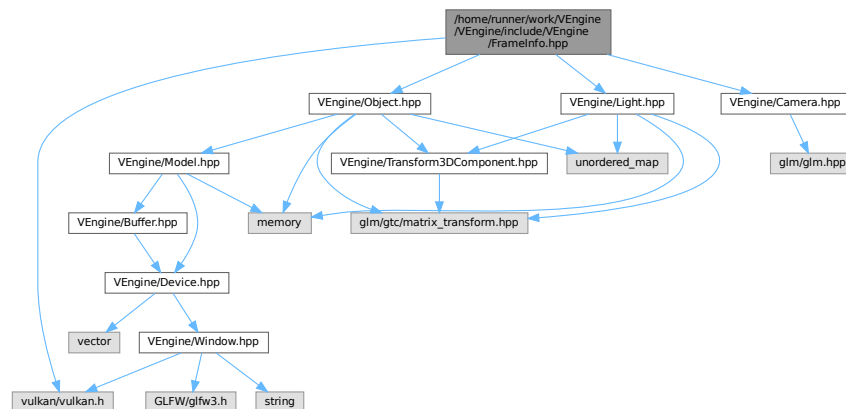 /home/runner/work/VEngine
/VEngine/include/VEngine
/FrameInfo.hpp
VEngine/Object.hpp
VEngine/Light.hpp
VEngine/Camera.hpp
VEngine/Model.hpp
VEngine/Transform3DComponent.hpp
unordered_map
glm/glm.hpp
VEngine/Buffer.hpp
memory
glm/gtc/matrix_transform.hpp
VEngine/Device.hpp
vector
VEngine/Window.hpp
vulkan/vulkan.h
GLFW/glfw3.h
string